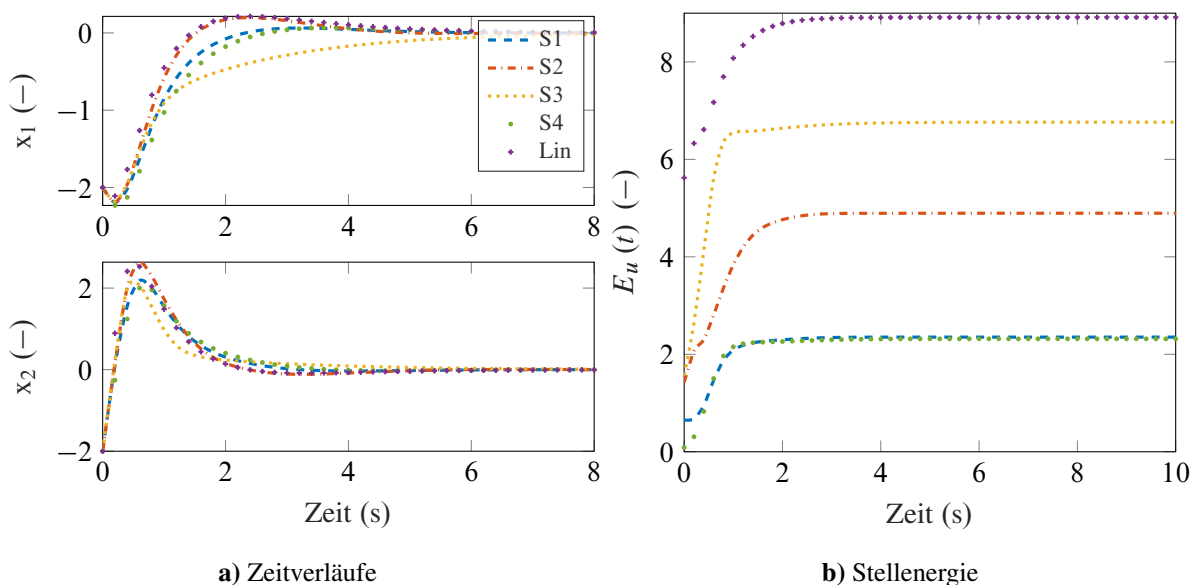 0
−1
−2
x₁ (—)
0
2
4
6
8
S1
S2
S3
S4
Lin
2
0
−2
x₂ (—)
0
2
4
6
8
Zeit (s)
a) Zeitverläufe
8
6
4
2
0
E_u (t) (—)
0
2
4
6
8
10
Zeit (s)
b) Stellenergie